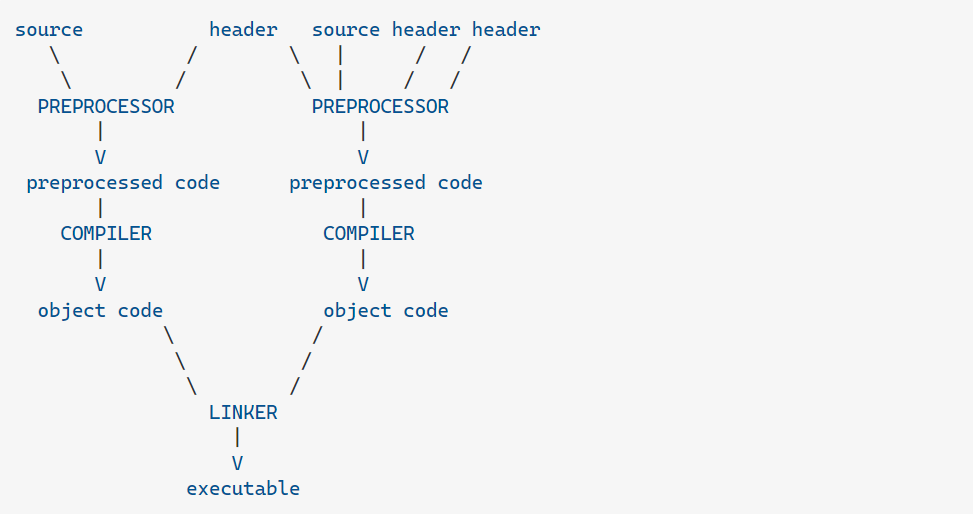 source           header   source header header
   \           /        \   |      /   /
    \         /          \  |     /   /
  PREPROCESSOR            PREPROCESSOR
       |                      |
       V                      V
 preprocessed code      preprocessed code
       |                      |
    COMPILER               COMPILER
       |                      |
       V                      V
  object code              object code
             \            /
              \          /
               \        /
                 LINKER
                   |
                   V
               executable